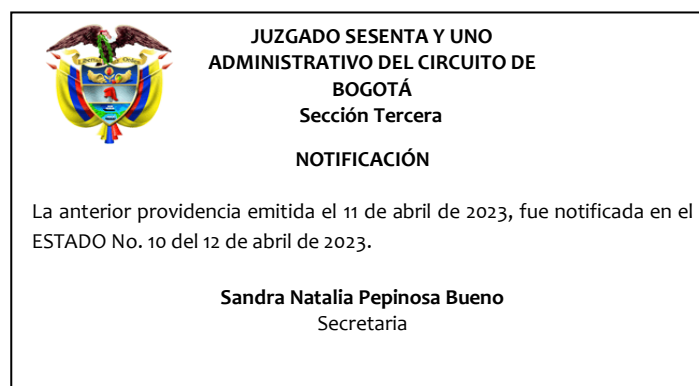 JUZGADO SESENTA Y UNO
ADMINISTRATIVO DEL CIRCUITO DE
BOGOTÁ
Sección Tercera
NOTIFICACIÓN
La anterior providencia emitida el 11 de abril de 2023, fue notificada en el
ESTADO No. 10 del 12 de abril de 2023.
Sandra Natalia Pepinosa Bueno
Secretaria